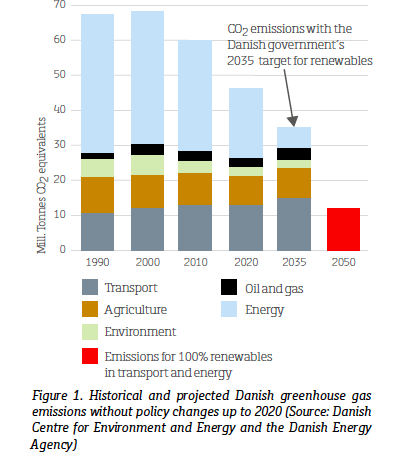 70
60
50
40
30
20
10
0
Mill. Tonnes CO2 equivalents
CO2 emissions with the
Danish government's
2035 target for renewables
1990 2000 2010 2020 2035 2050
Transport
Oil and gas
Agriculture
Energy
Environment
Emissions for 100% renewables
in transport and energy
Figure 1. Historical and projected Danish greenhouse gas
emissions without policy changes up to 2020 (Source: Danish
Centre for Environment and Energy and the Danish Energy
Agency)